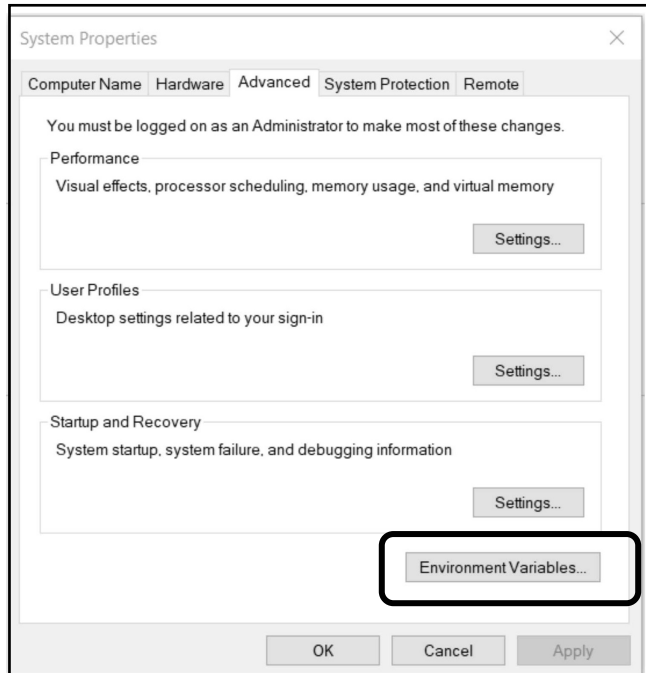 System Properties
Computer Name Hardware Advanced System Protection Remote
You must be logged on as an Administrator to make most of these changes.
Performance
Visual effects, processor scheduling, memory usage, and virtual memory
Settings...
User Profiles
Desktop settings related to your sign-in
Settings...
Startup and Recovery
System startup, system failure, and debugging information
Settings...
Environment Variables...
OK Cancel Apply